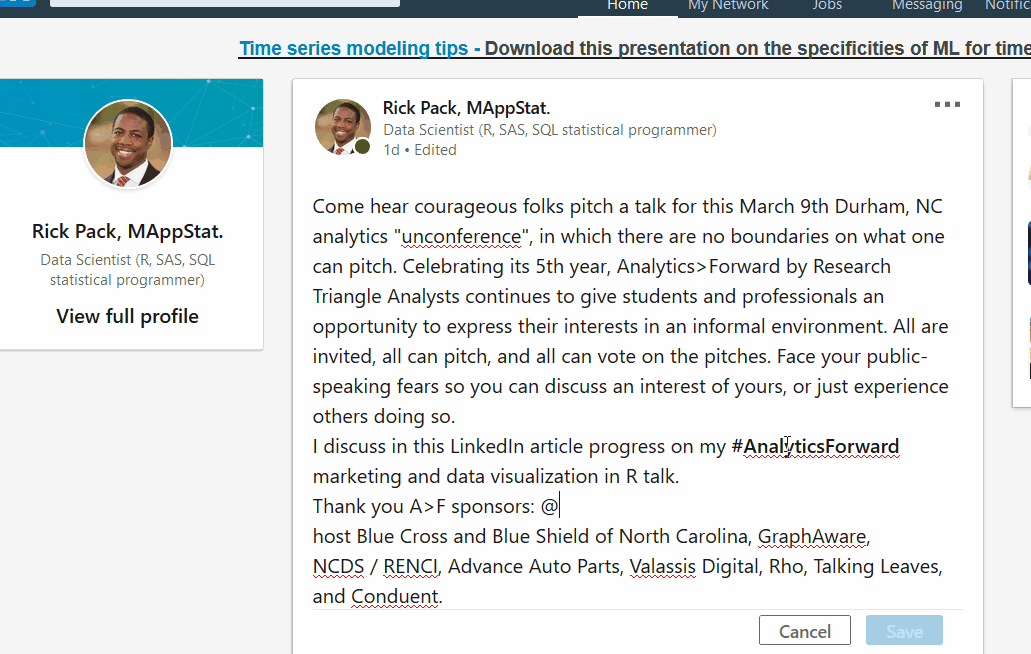 Home My Network Jobs Messaging Notific
Time series modeling tips - Download this presentation on the specificities of ML for time
Rick Pack, MAppStat.
Data Scientist (R, SAS, SQL
statistical programmer)
View full profile
Rick Pack, MAppStat.
Data Scientist (R, SAS, SQL statistical programmer)
1d • Edited
Come hear courageous folks pitch a talk for this March 9th Durham, NC
analytics "unconference", in which there are no boundaries on what one
can pitch. Celebrating its 5th year, Analytics>Forward by Research
Triangle Analysts continues to give students and professionals an
opportunity to express their interests in an informal environment. All are
invited, all can pitch, and all can vote on the pitches. Face your public-
speaking fears so you can discuss an interest of yours, or just experience
others doing so.
I discuss in this LinkedIn article progress on my #AnalyticsForward
marketing and data visualization in R talk.
Thank you A>F sponsors: @
host Blue Cross and Blue Shield of North Carolina, GraphAware,
NCDS / RENCI, Advance Auto Parts, Valassis Digital, Rho, Talking Leaves,
and Conduent.
Cancel Save